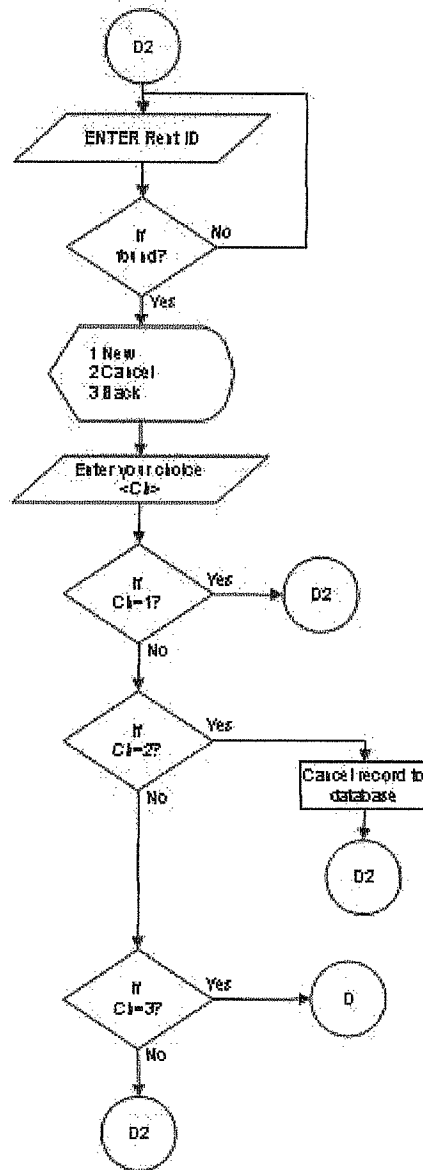 D2
ENTER Rent ID
If
found?
No
Yes
1 New
2 Cancel
3 Back
Enter your choice
<Ch>
If
Ch=1?
Yes
D2
No
If
Ch=2?
Yes
No
Cancel record to
database
D2
If
Ch=3?
Yes
D
No
D2